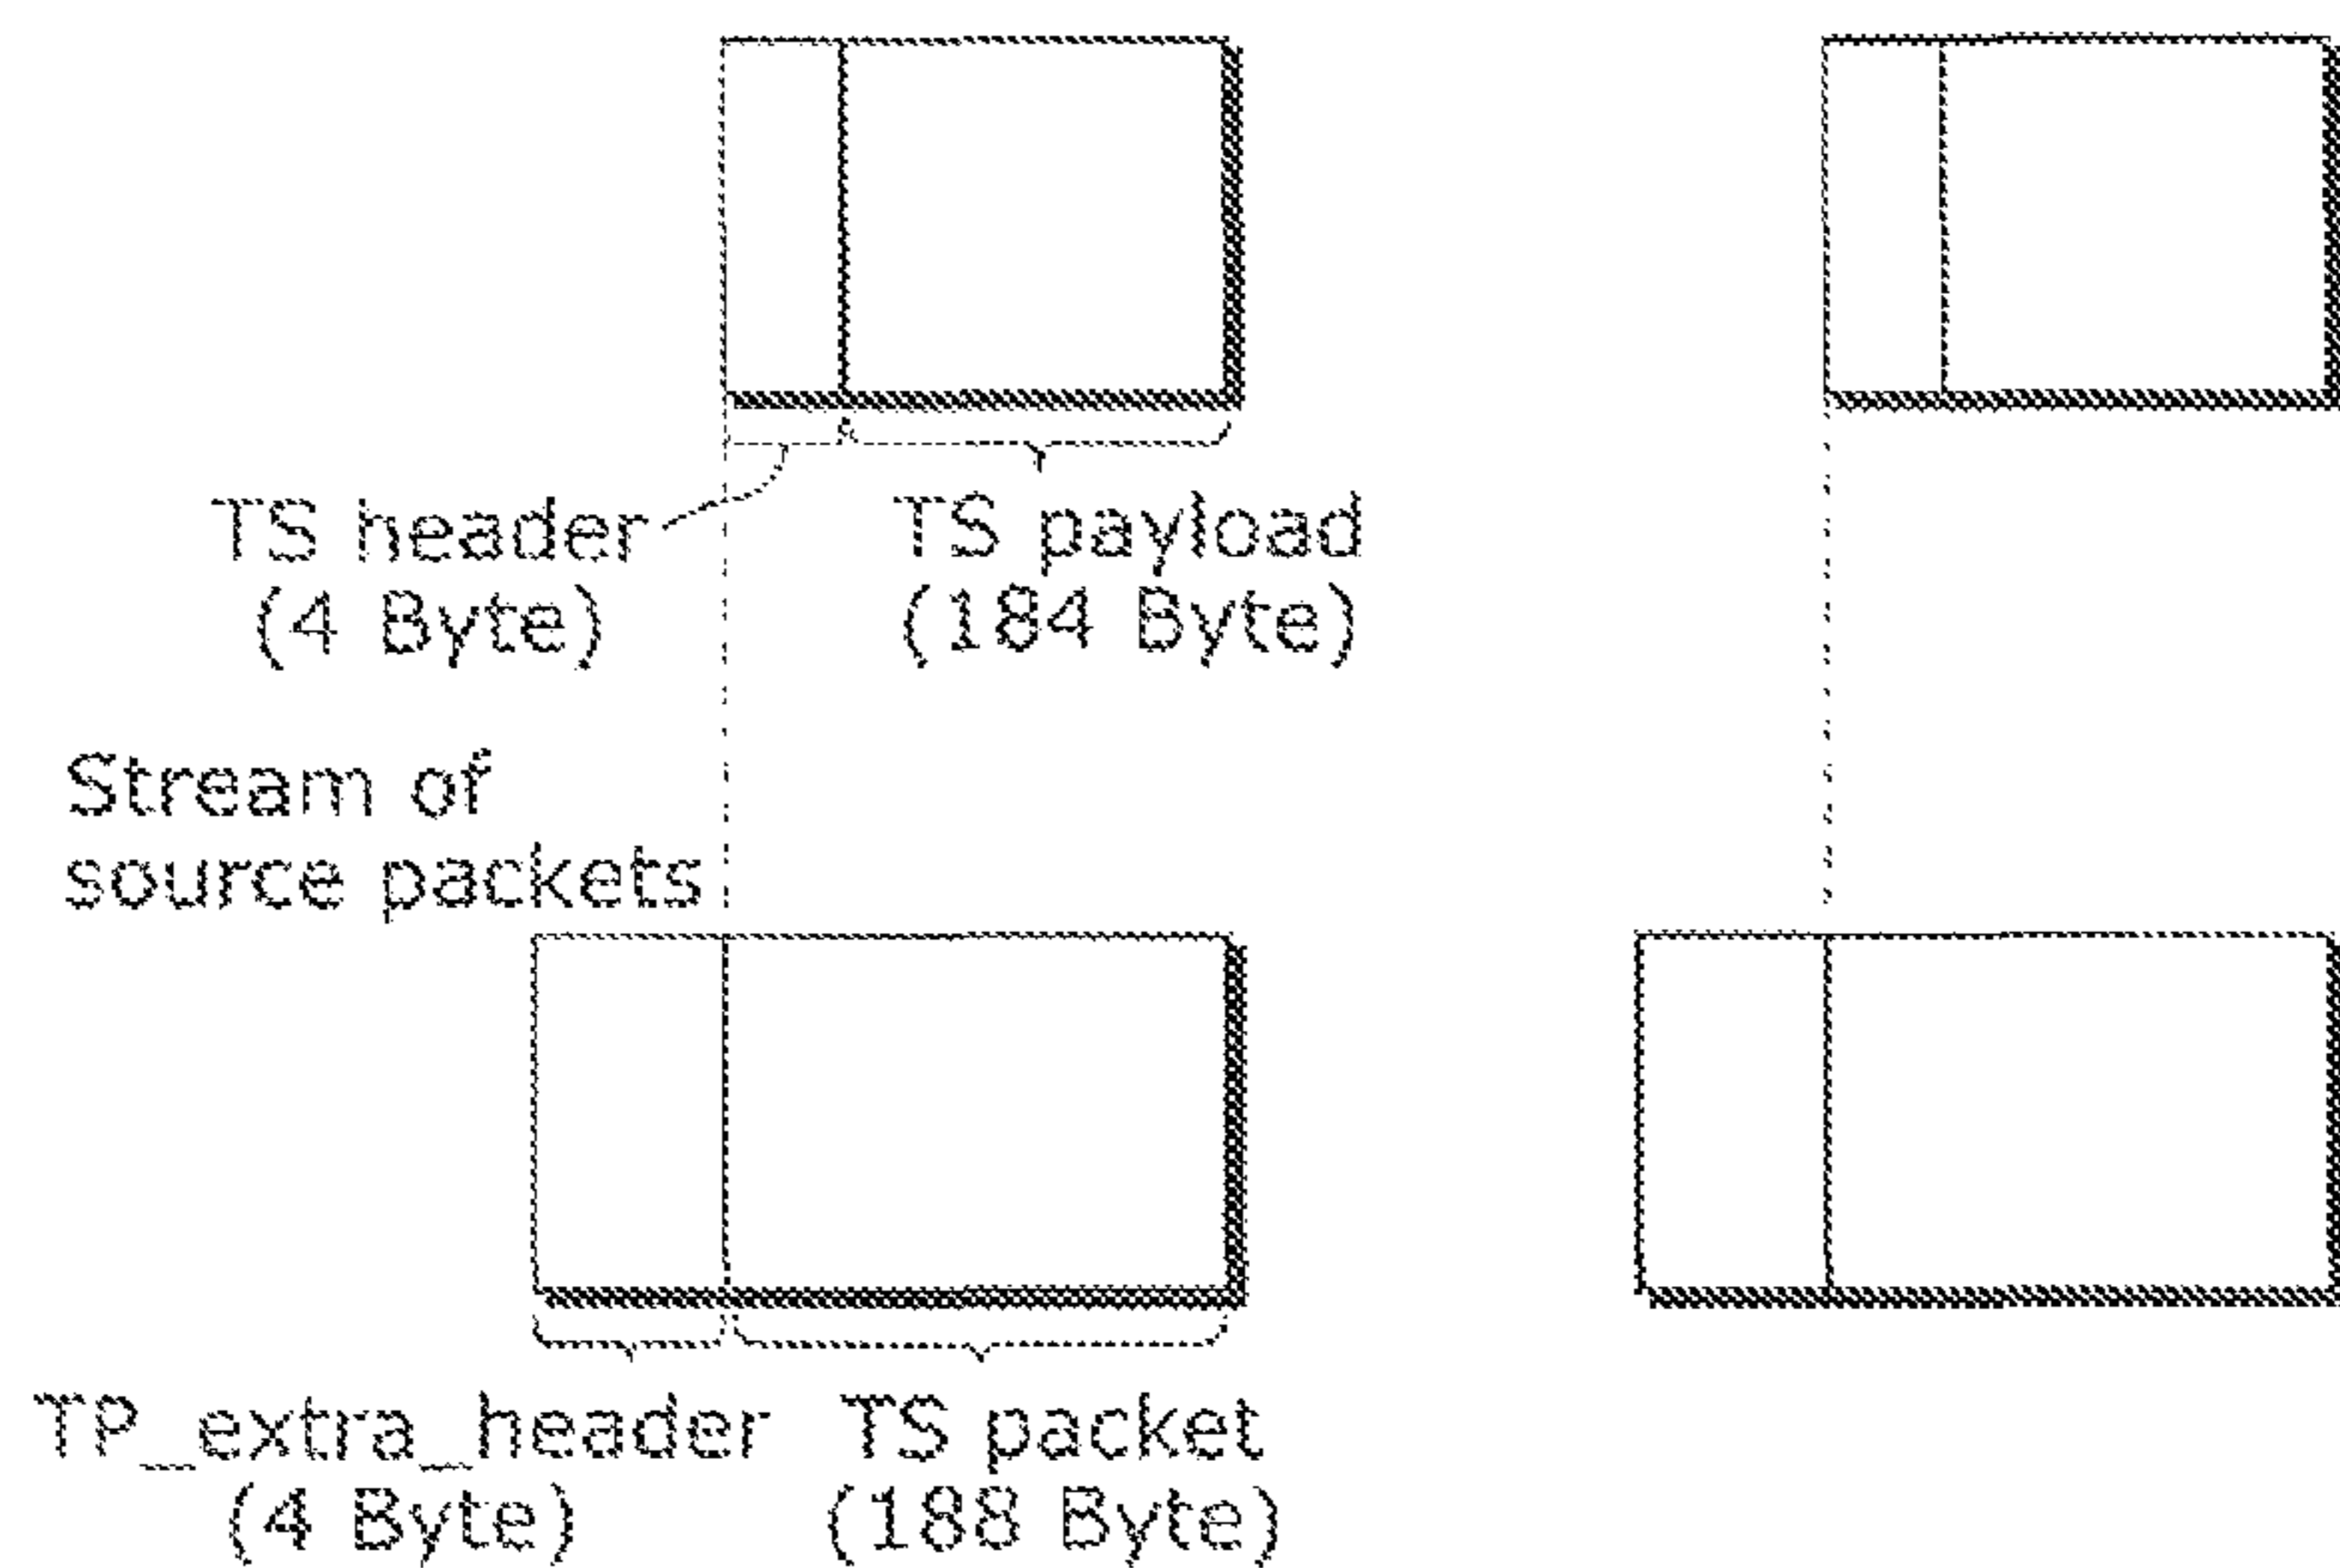 TS header
(4 Byte)
TS payload
(184 Byte)
Stream of
source packets
TP_extra_header
(4 Byte)
TS packet
(188 Byte)